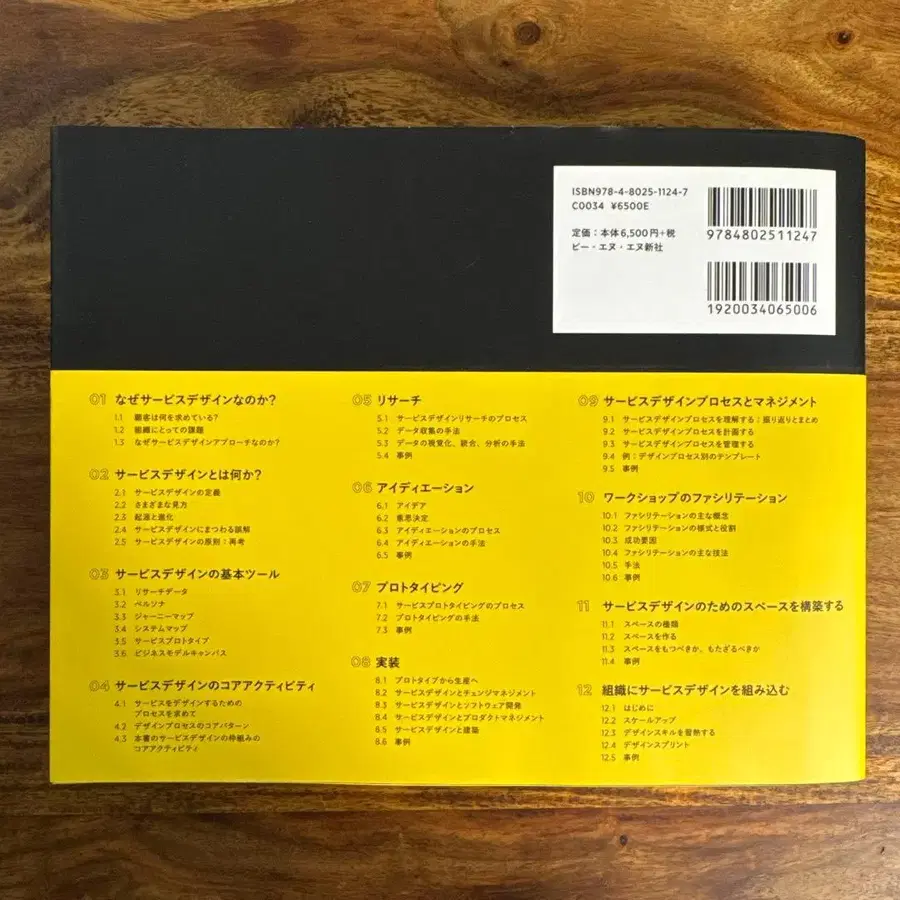 ISBN978-4-8025-1124-7
C0034 ¥6500E
定価：本体6,500円+税
ビー・エヌ・エヌ新社
9784802511247
1920034065006
01 なぜサービスデザインなのか？
1.1 顧客は何を求めている？
1.2 組織にとっての課題
1.3 なぜサービスデザインアプローチなのか？
02 サービスデザインとは何か？
2.1 サービスデザインの定義
2.2 さまざまな見方
2.3 起源と進化
2.4 サービスデザインにまつわる誤解
2.5 サービスデザインの原則：再考
03 サービスデザインの基本ツール
3.1 リサーチデータ
3.2 ペルソナ
3.3 ジャーニーマップ
3.4 システムマップ
3.5 サービスプロトタイプ
3.6 ビジネスモデルキャンバス
04 サービスデザインのコアアクティビティ
4.1 サービスをデザインするための
プロセスを求めて
4.2 デザインプロセスのコアパターン
4.3 本書のサービスデザインの枠組みの
コアアクティビティ
05 リサーチ
5.1 サービスデザインリサーチのプロセス
5.2 データ収集の手法
5.3 データの視覚化、統合、分析の手法
5.4 事例
06 アイディエーション
6.1 アイデア
6.2 意思決定
6.3 アイディエーションのプロセス
6.4 アイディエーションの手法
6.5 事例
07 プロトタイピング
7.1 サービスプロトタイピングのプロセス
7.2 プロトタイピングの手法
7.3 事例
08 実装
8.1 プロトタイプから生産へ
8.2 サービスデザインとチェンジマネジメント
8.3 サービスデザインとソフトウェア開発
8.4 サービスデザインとプロダクトマネジメント
8.5 サービスデザインと建築
8.6 事例
09 サービスデザインプロセスとマネジメント
9.1 サービスデザインプロセスを理解する：振り返りとまとめ
9.2 サービスデザインプロセスを計画する
9.3 サービスデザインプロセスを管理する
9.4 例：デザインプロセス別のテンプレート
9.5 事例
10 ワークショップのファシリテーション
10.1 ファシリテーションの主な概念
10.2 ファシリテーションの様式と役割
10.3 成功要因
10.4 ファシリテーションの主な技法
10.5 手法
10.6 事例
11 サービスデザインのためのスペースを構築する
11.1 スペースの種類
11.2 スペースを作る
11.3 スペースをもつべきか、もたざるべきか
11.4 事例
12 組織にサービスデザインを組み込む
12.1 はじめに
12.2 スケールアップ
12.3 デザインスキルを習熟する
12.4 デザインスプリント
12.5 事例